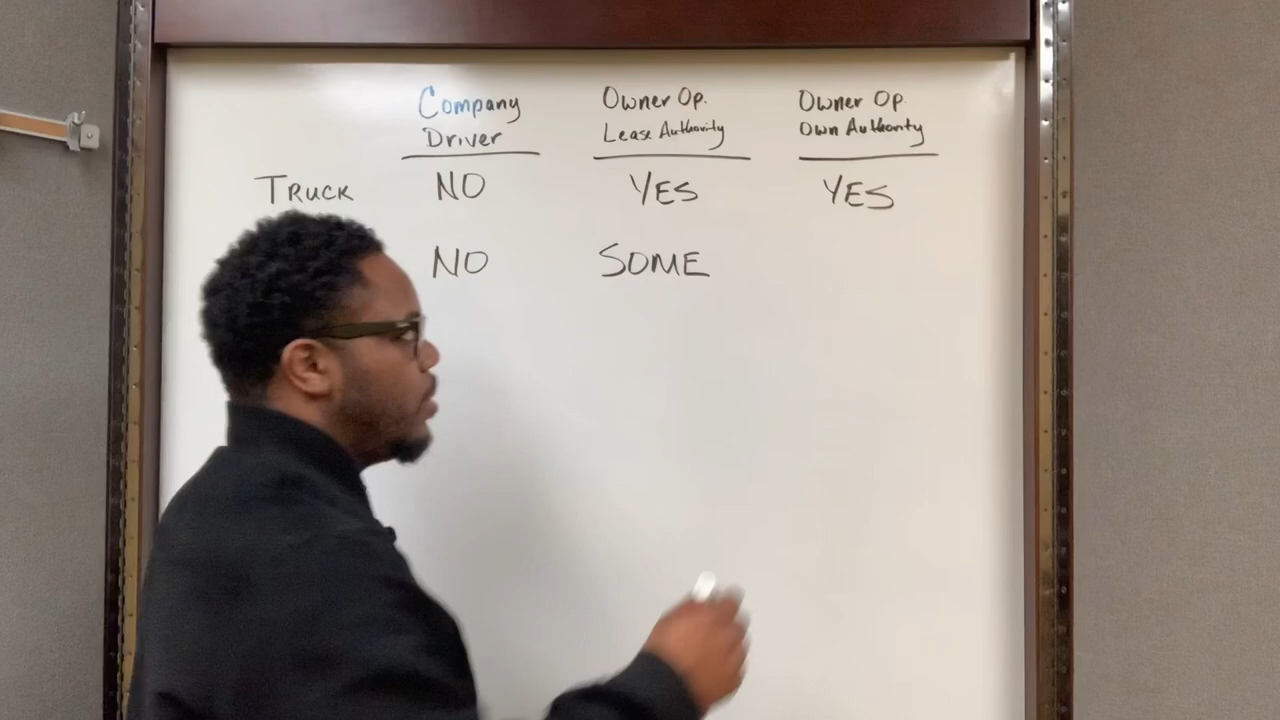 Company Driver
Owner Op. Lease Authority
Owner Op. Own Authority
TRUCK NO YES YES
NO SOME